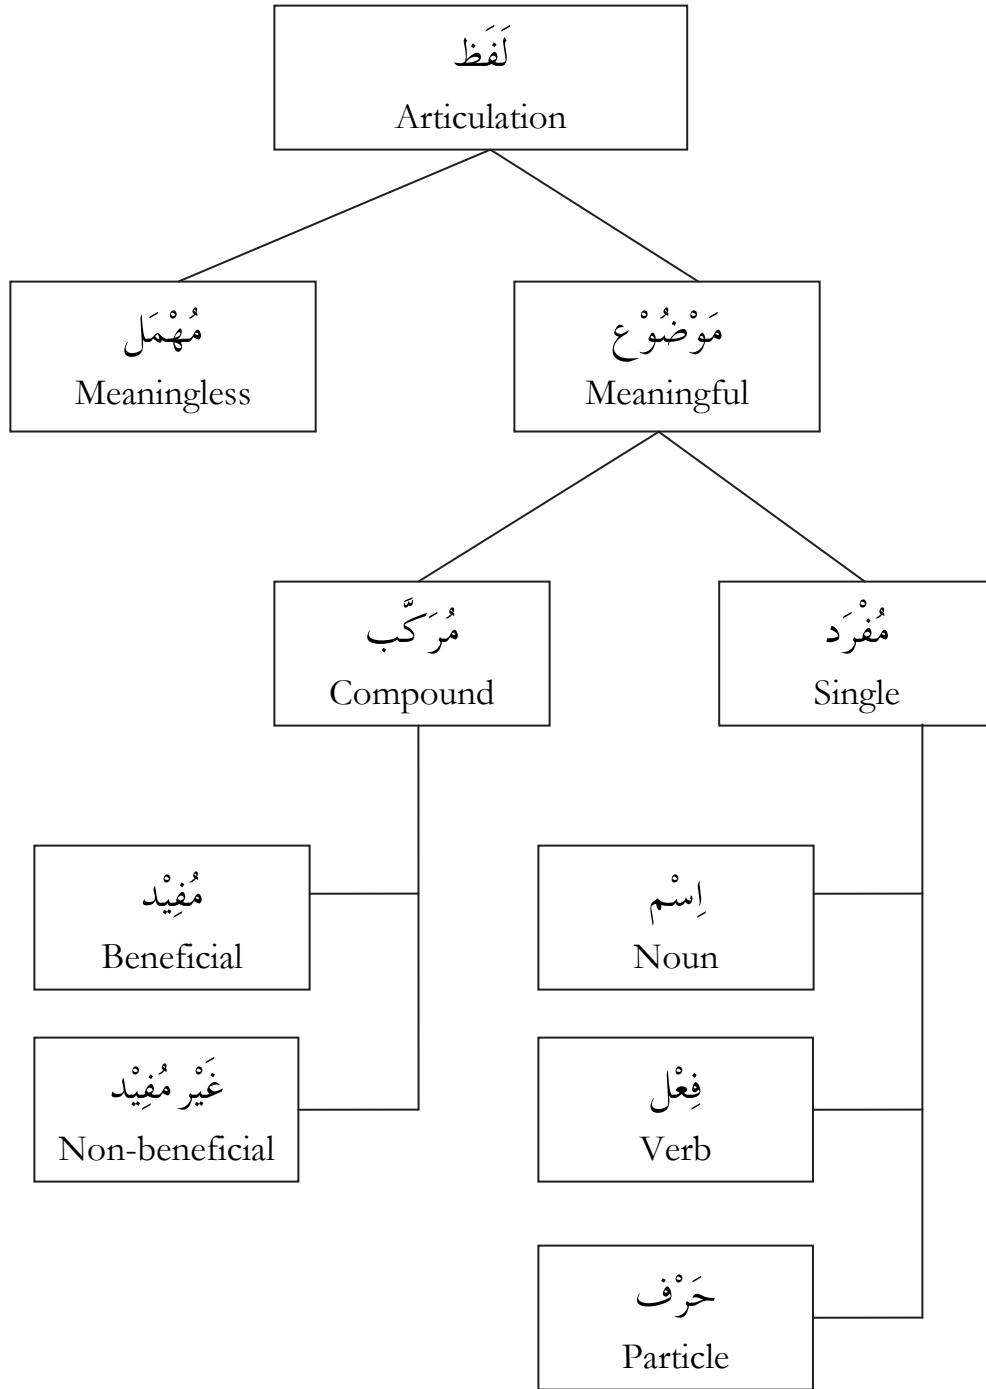 لَفَظ
Articulation
مُهْمَل
Meaningless
مَوْضُوْع
Meaningful
مُرَكَّب
Compound
مُفْرَد
Single
مُفِيْد
Beneficial
اِسْم
Noun
غَيْر مُفِيْد
Non-beneficial
فِعْل
Verb
حَرْف
Particle